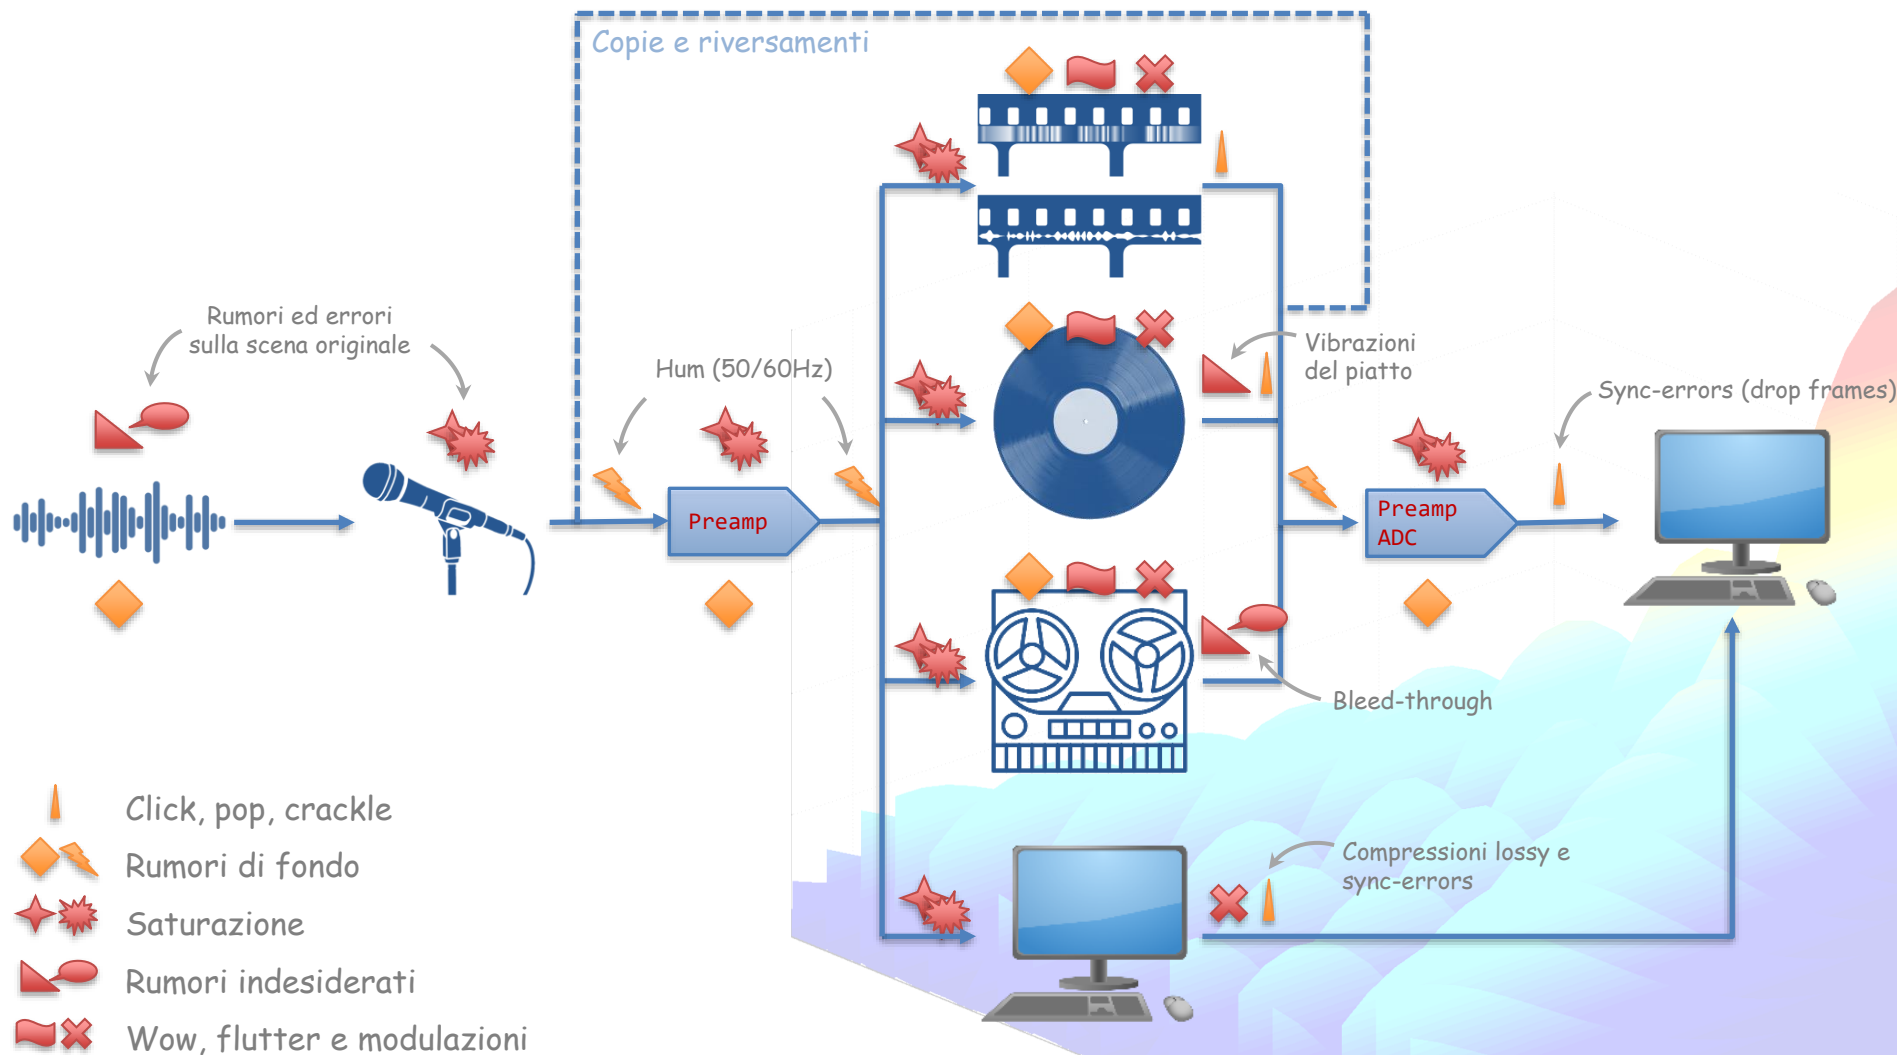 Copie e riversamenti
Rumori ed errori
sulla scena originale
Hum (50/60Hz)
Vibrazioni
del piatto
Sync-errors (drop frames)
Preamp
Preamp
ADC
Bleed-through
Compressioni lossy e
sync-errors
Click, pop, crackle
Rumori di fondo
Saturazione
Rumori indesiderati
Wow, flutter e modulazioni